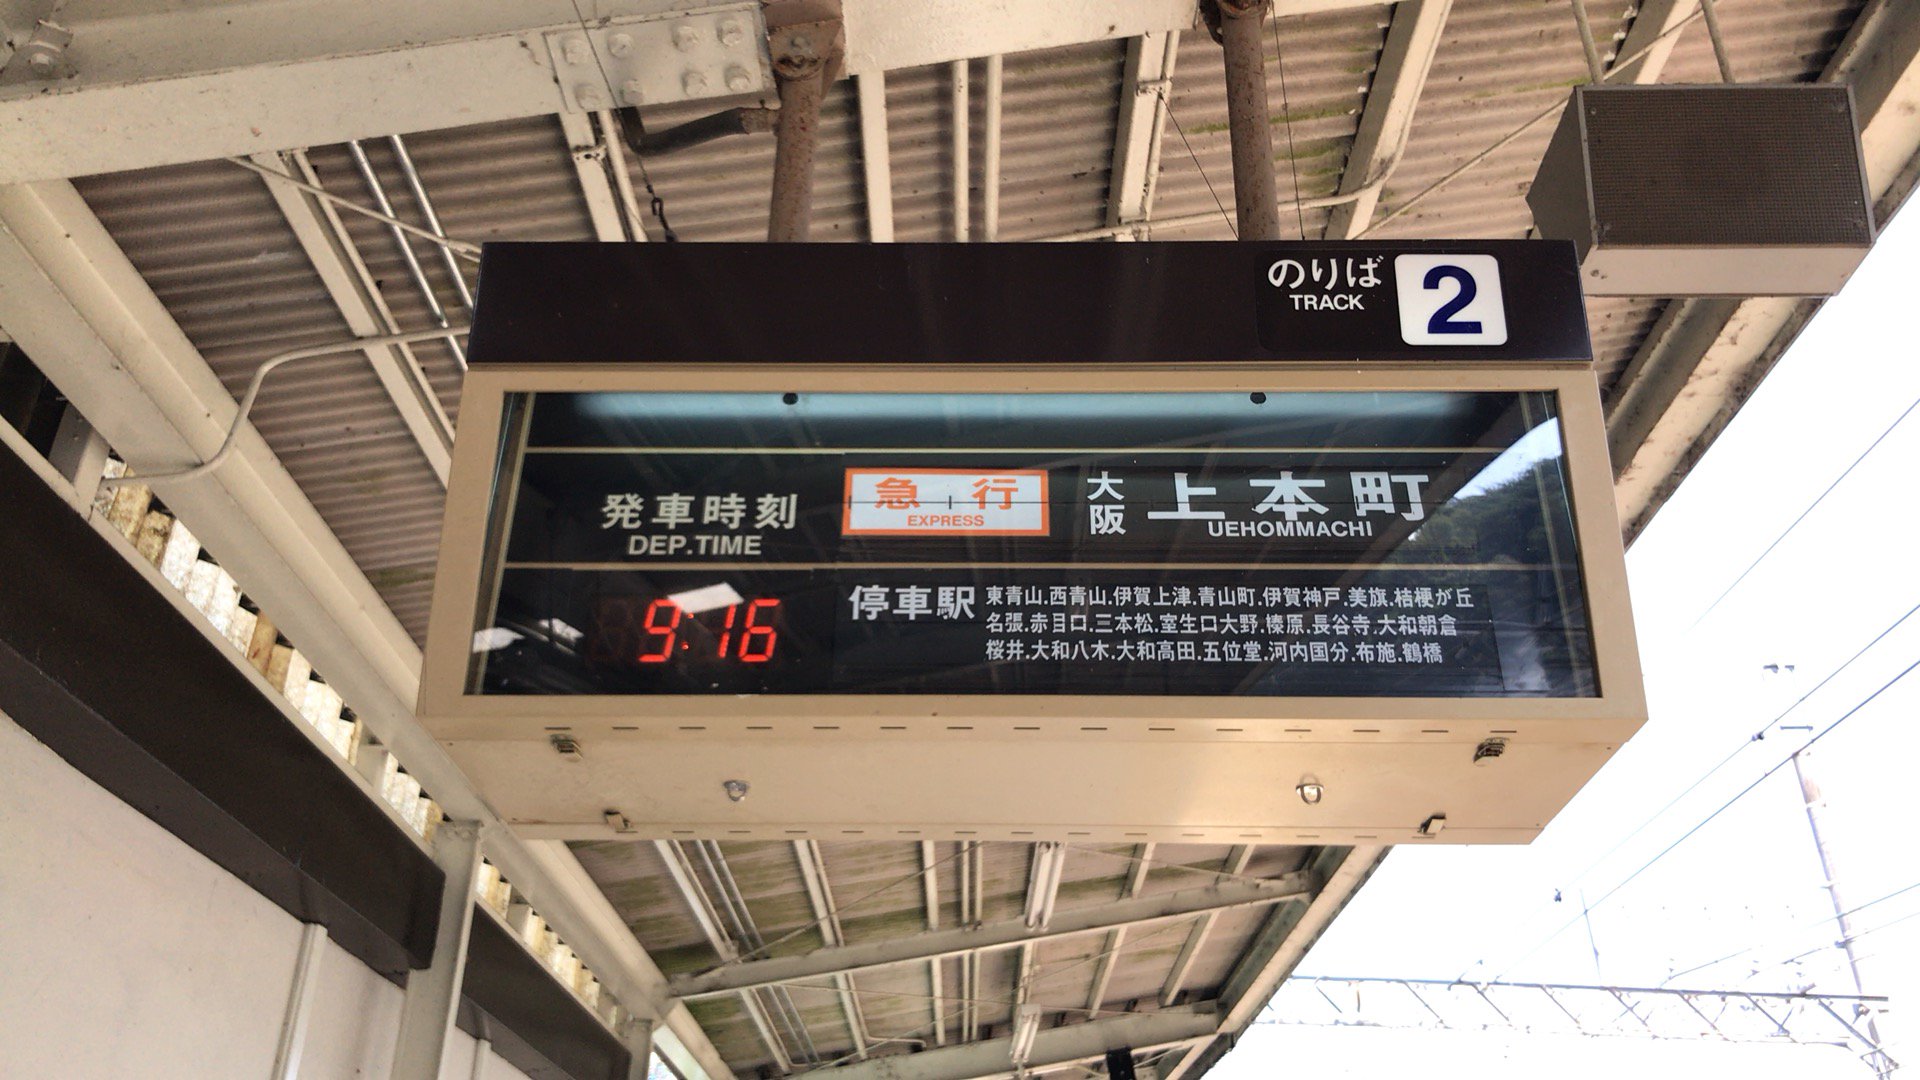 のりば
TRACK
2
発車時刻
DEP.TIME
急行
EXPRESS
大阪
上本町
UEHOMMACHI
9:16
停車駅
東青山.西青山.伊賀上津.青山町.伊賀神戸.美旗.桔梗が丘
名張.赤目口.三本松.室生口大野.榛原.長谷寺.大和朝倉
桜井.大和八木.大和高田.五位堂.河内国分.布施.鶴橋